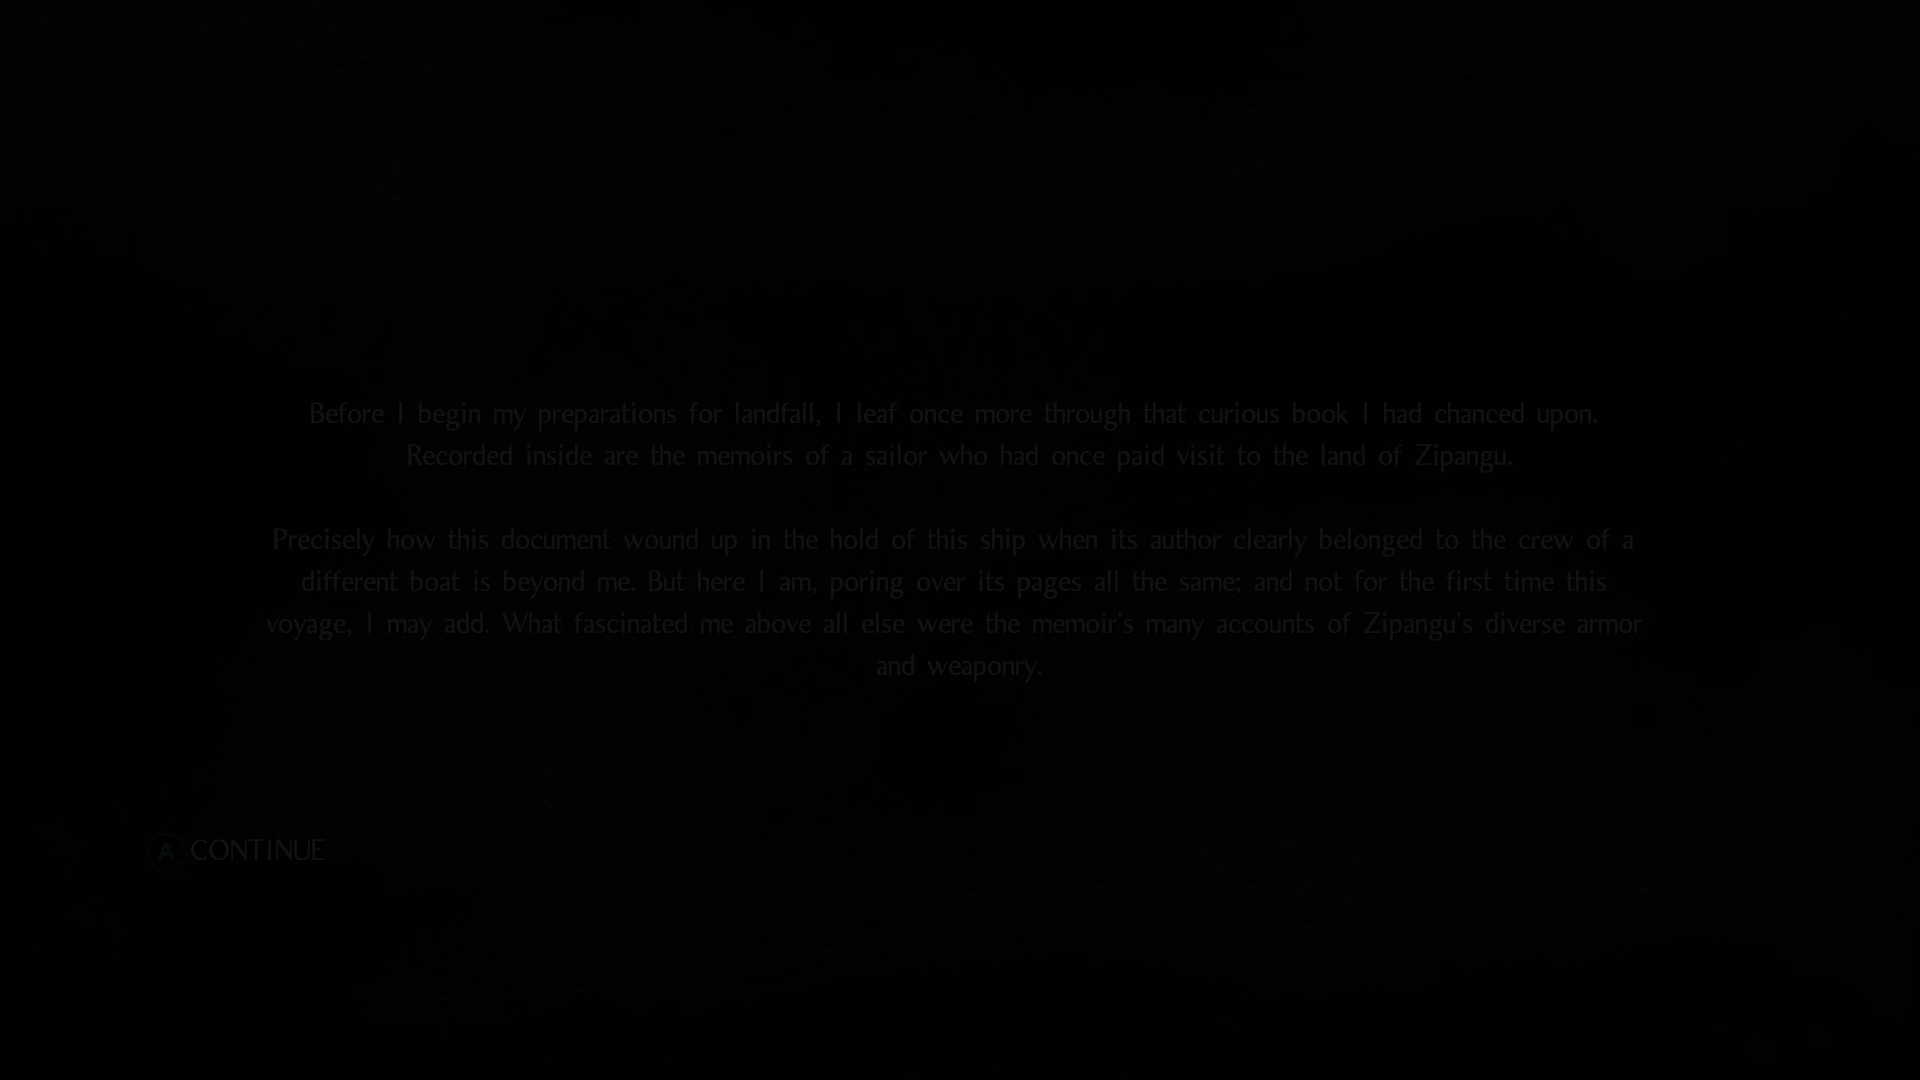 Before I begin my preparations for landfall, I leaf once more through that curious book I had chanced upon.
Recorded inside are the memoirs of a sailor who had once paid visit to the land of Zipangu.
Precisely how this document wound up in the hold of this ship when its author clearly belonged to the crew of a
different boat is beyond me. But here I am, poring over its pages all the same; and not for the first time this
voyage, I may add. What fascinated me above all else were the memoir's many accounts of Zipangu's diverse armor
and weaponry.
A CONTINUE